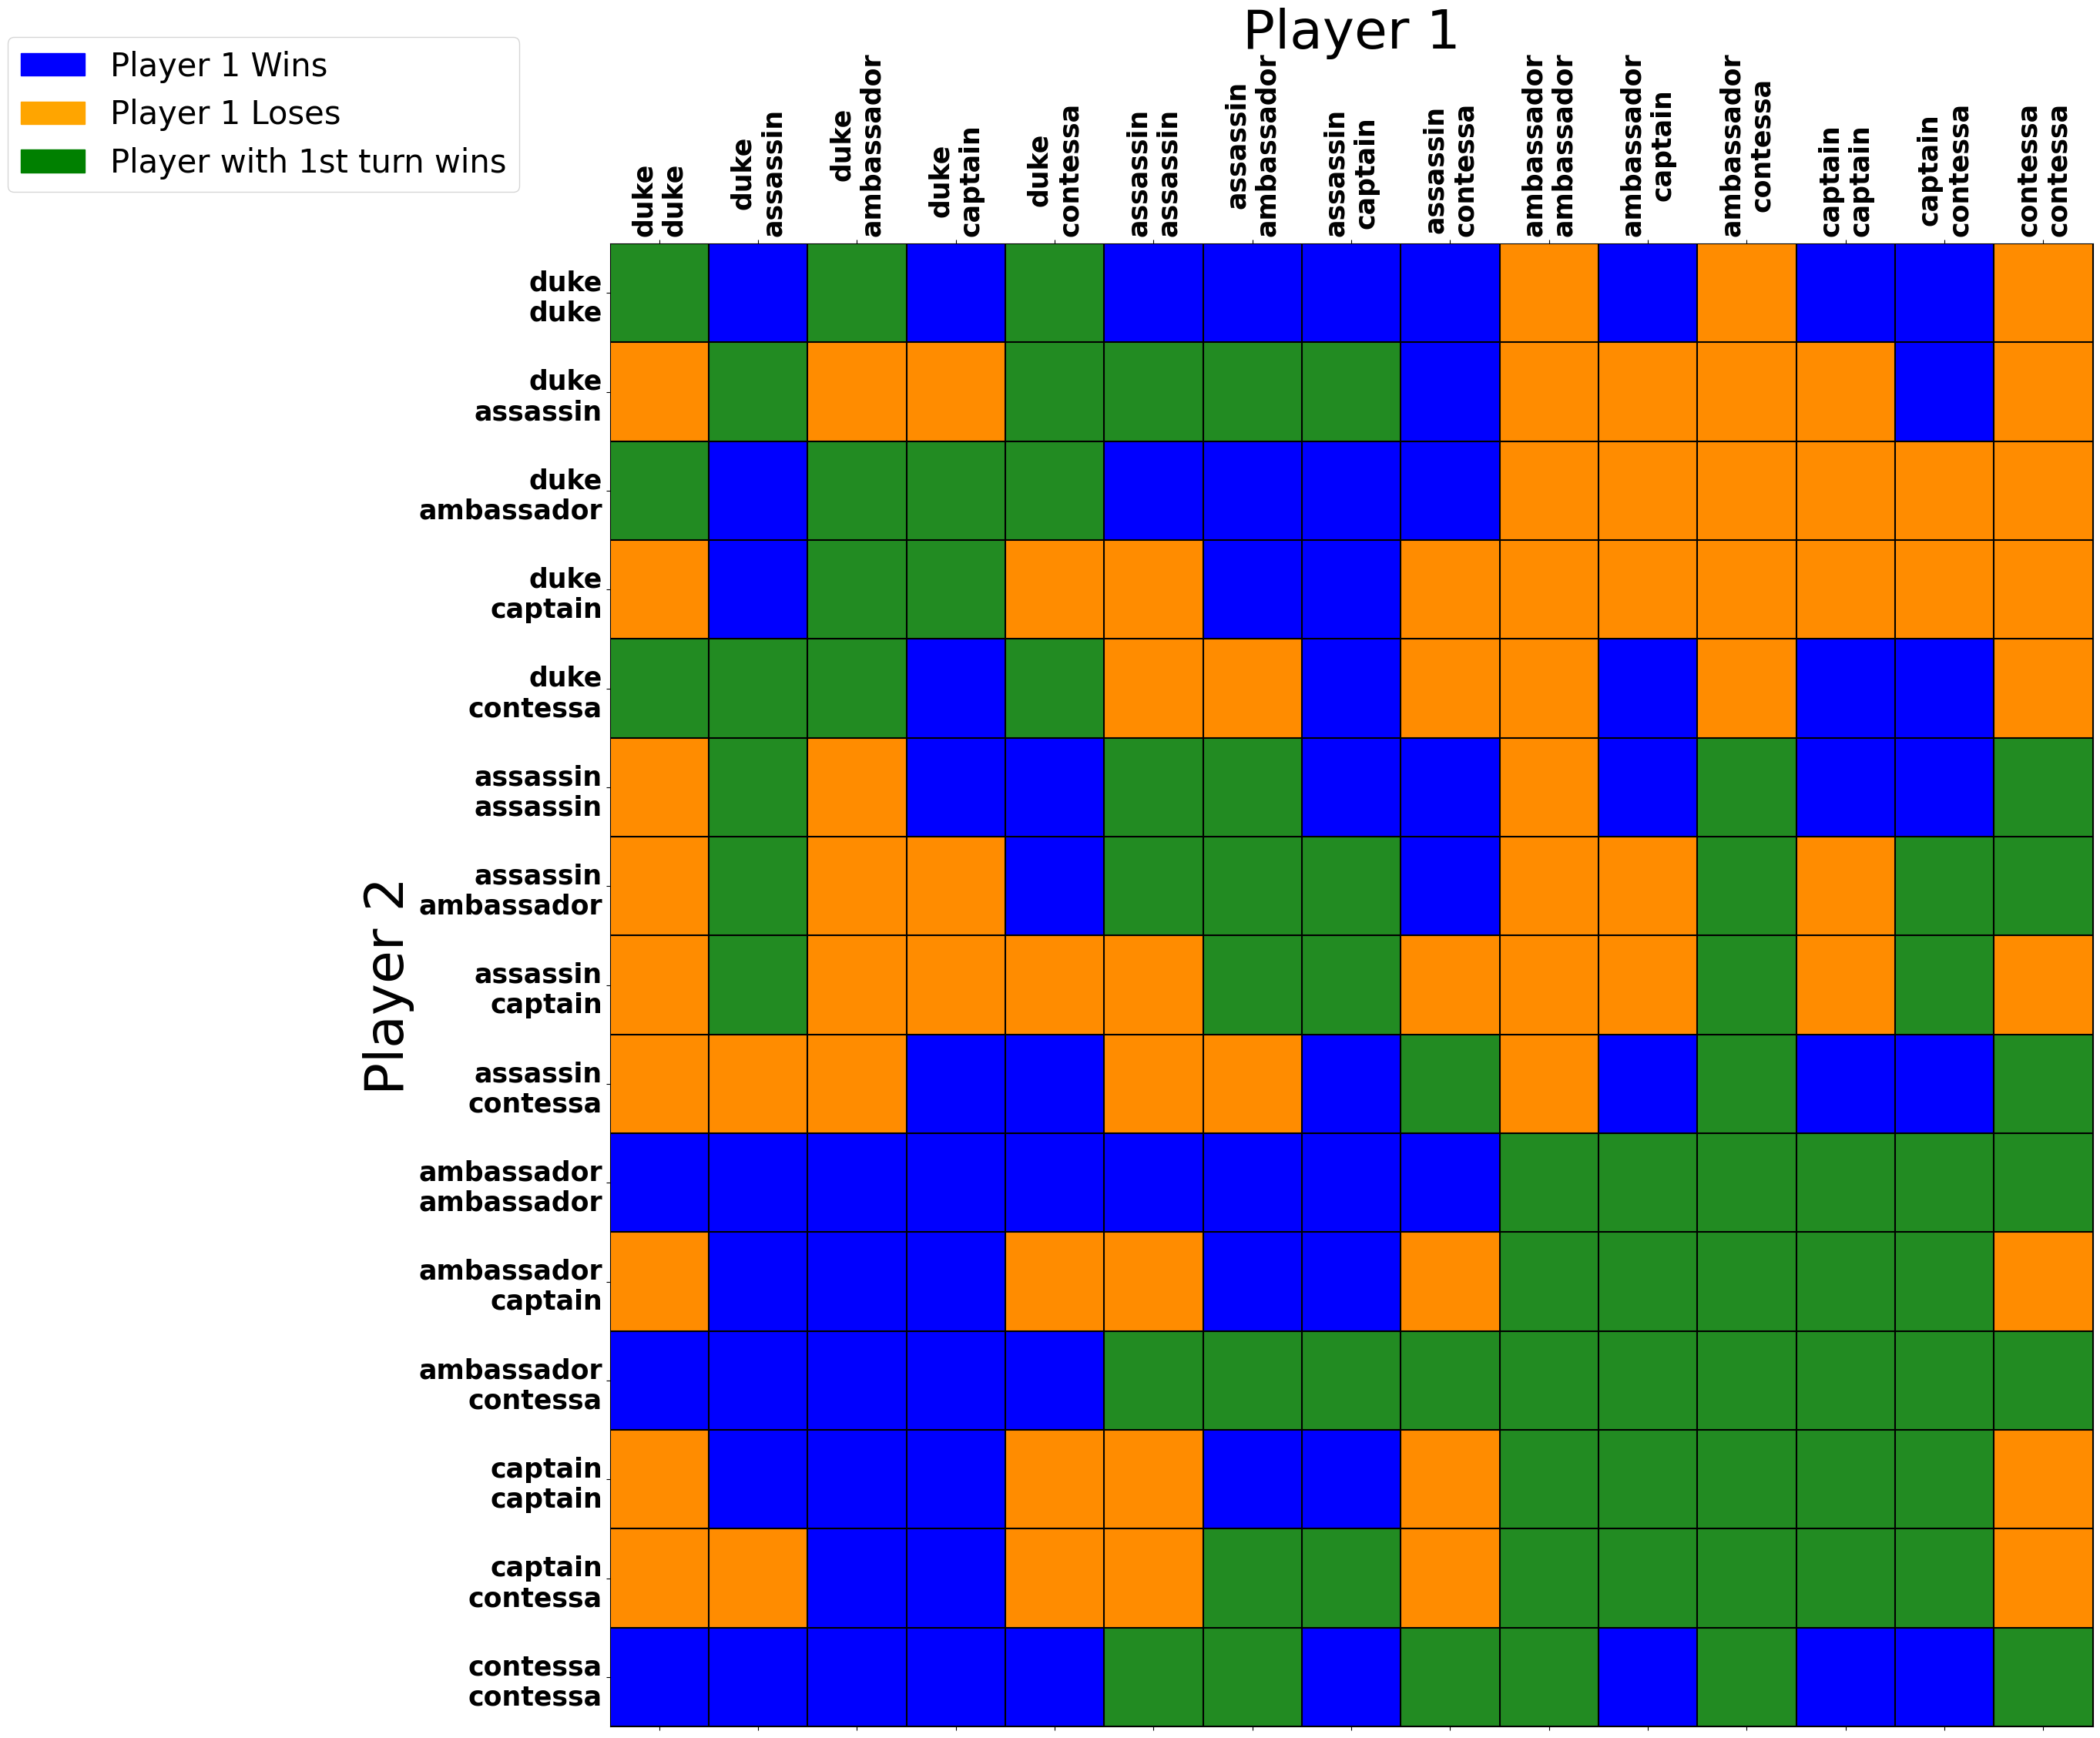 Player 1
Player 1 Wins
Player 1 Loses
Player with 1st turn wins
duke
duke
duke
assassin
duke
ambassador
duke
captain
duke
contessa
assassin
assassin
assassin
ambassador
assassin
captain
assassin
contessa
ambassador
ambassador
ambassador
captain
ambassador
contessa
captain
captain
captain
contessa
contessa
contessa
Player 2
duke
duke
duke
assassin
duke
ambassador
duke
captain
duke
contessa
assassin
assassin
assassin
ambassador
assassin
captain
assassin
contessa
ambassador
ambassador
ambassador
captain
ambassador
contessa
captain
captain
captain
contessa
contessa
contessa